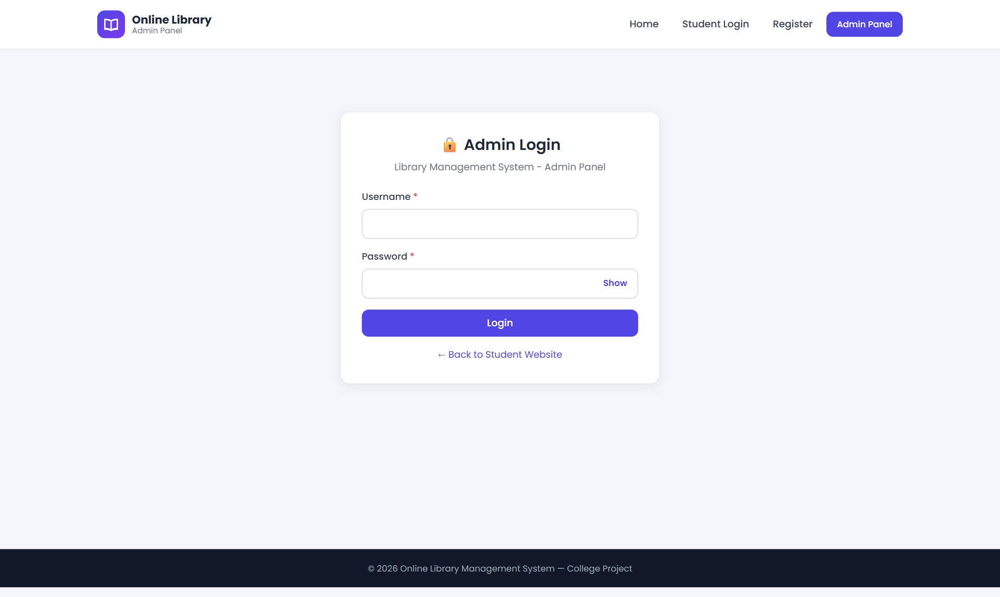 Online Library
Admin Panel
Home
Student Login
Register
Admin Panel
🔒 Admin Login
Library Management System - Admin Panel
Username *
Password *
Show
Login
← Back to Student Website
© 2026 Online Library Management System — College Project